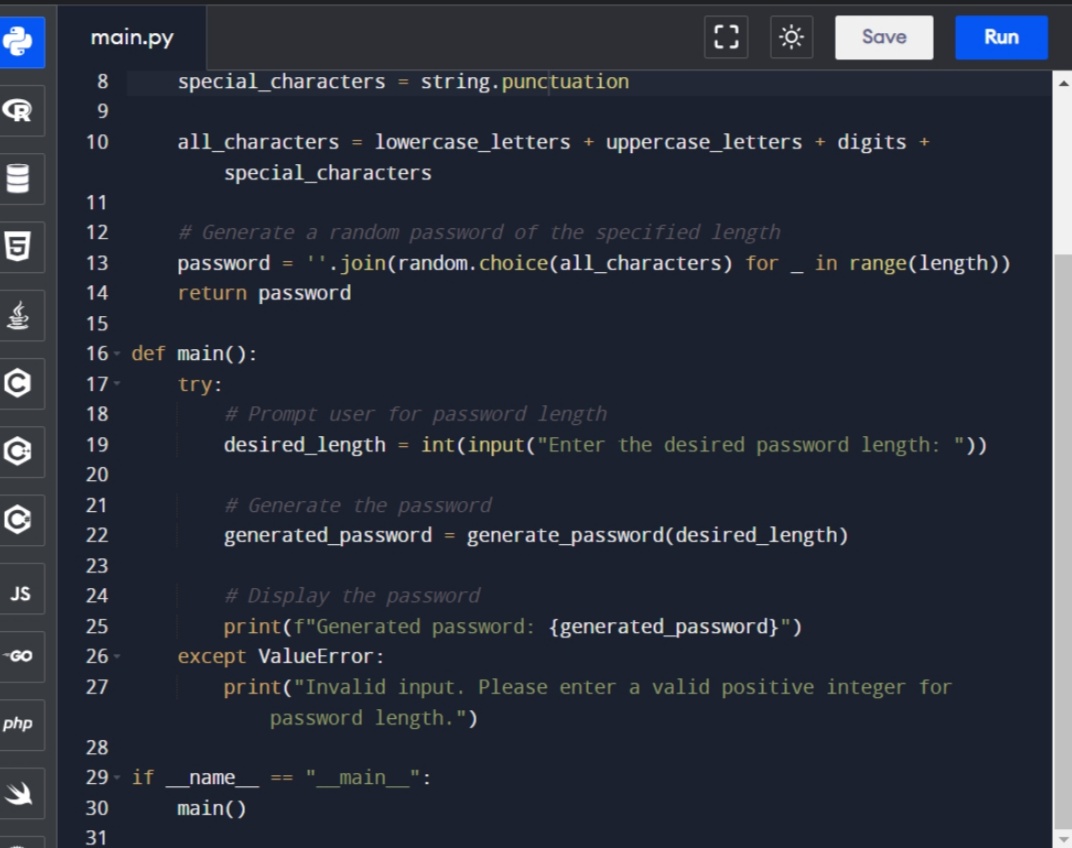 main.py
Save
Run
8 special_characters = string.punctuation
9
10 all_characters = lowercase_letters + uppercase_letters + digits +
special_characters
11
12 # Generate a random password of the specified length
13 password = ''.join(random.choice(all_characters) for _ in range(length))
14 return password
15
16 def main():
17 try:
18 # Prompt user for password length
19 desired_length = int(input("Enter the desired password length: "))
20
21 # Generate the password
22 generated_password = generate_password(desired_length)
23
24 # Display the password
25 print(f"Generated password: {generated_password}")
26 except ValueError:
27 print("Invalid input. Please enter a valid positive integer for
password length.")
28
29 if __name__ == "__main__":
30 main()
31
R
5
C
C
C
JS
GO
php